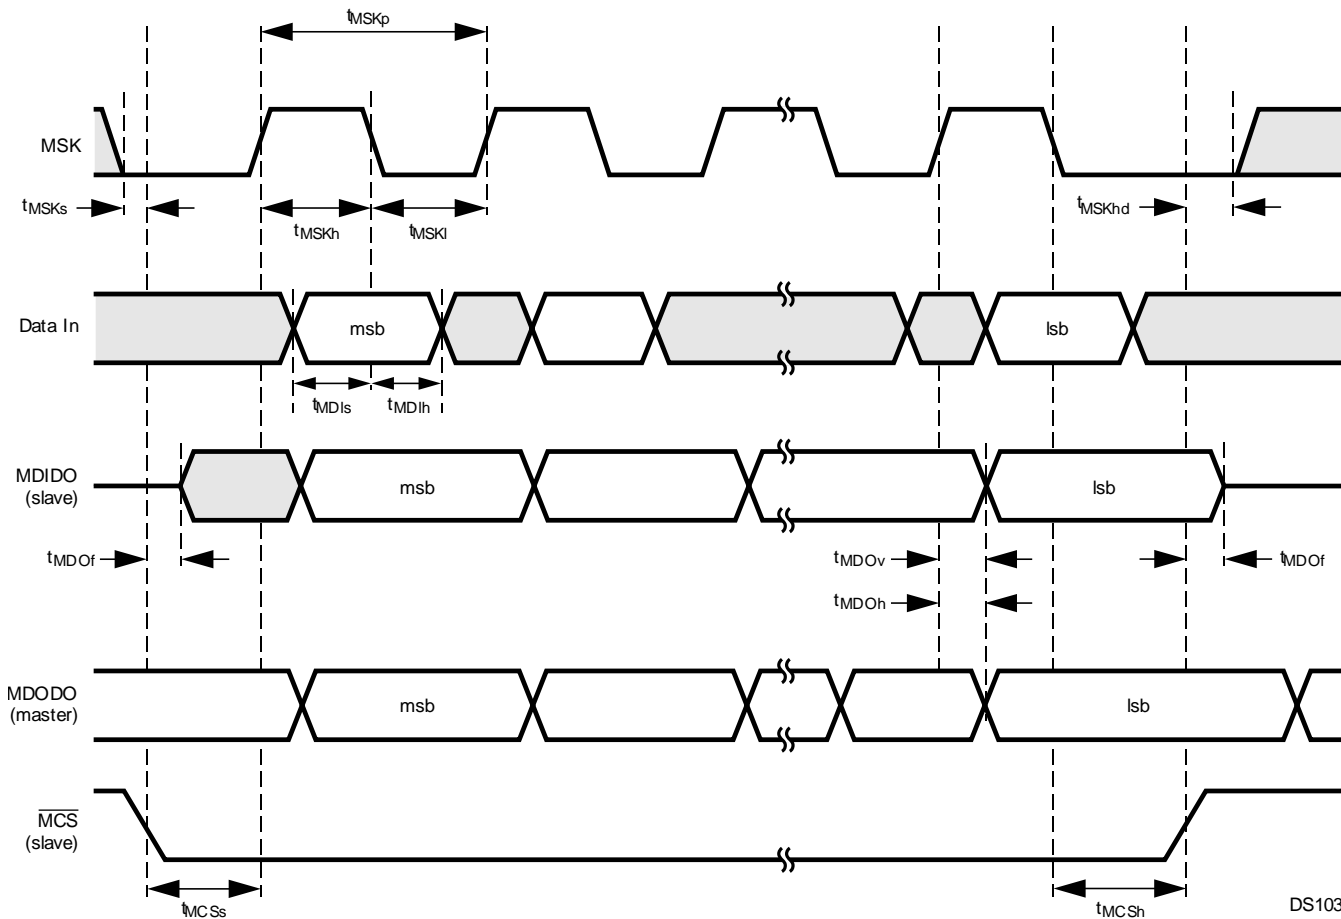 tMSKp
MSK
tMSKs
tMSKh
tMSKl
tMSKhd
Data In
msb
lsb
tMDIs
tMDIh
MDIDO
(slave)
msb
lsb
tMDOf
tMDOv
tMDOf
tMDOh
MDODO
(master)
msb
lsb
MCS
(slave)
tMCSs
tMCSh
DS103